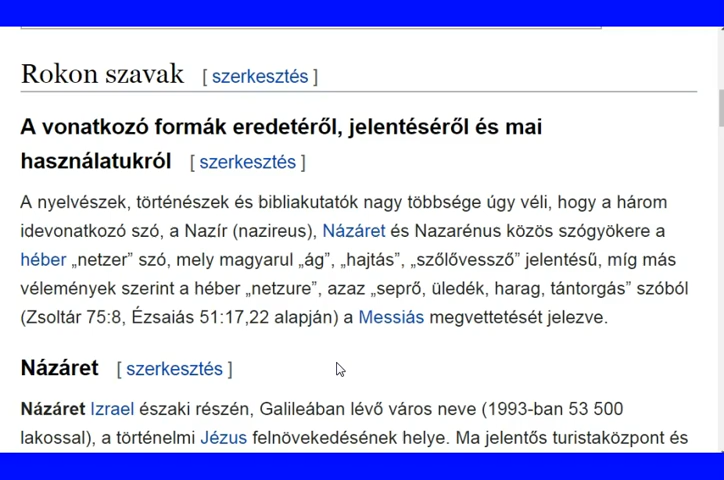 Rokon szavak [ szerkesztés ]
A vonatkozó formák eredetéről, jelentéséről és mai
használatukról [ szerkesztés ]
A nyelvészek, történészek és bibliakutatók nagy többsége úgy véli, hogy a három
idevonatkozó szó, a Nazír (nazireus), Názáret és Nazarénus közös szógyökere a
héber „netzer” szó, mely magyarul „ág”, „hajtás”, „szőlővessző” jelentésű, míg más
vélemények szerint a héber „netzure”, azaz „seprő, üledék, harag, tántorgás” szóból
(Zsoltár 75:8, Ézsaiás 51:17,22 alapján) a Messiás megvettetését jelezve.
Názáret [ szerkesztés ]
Názáret Izrael északi részén, Galileában lévő város neve (1993-ban 53 500
lakossal), a történelmi Jézus felnövekedésének helye. Ma jelentős turistaközpont és